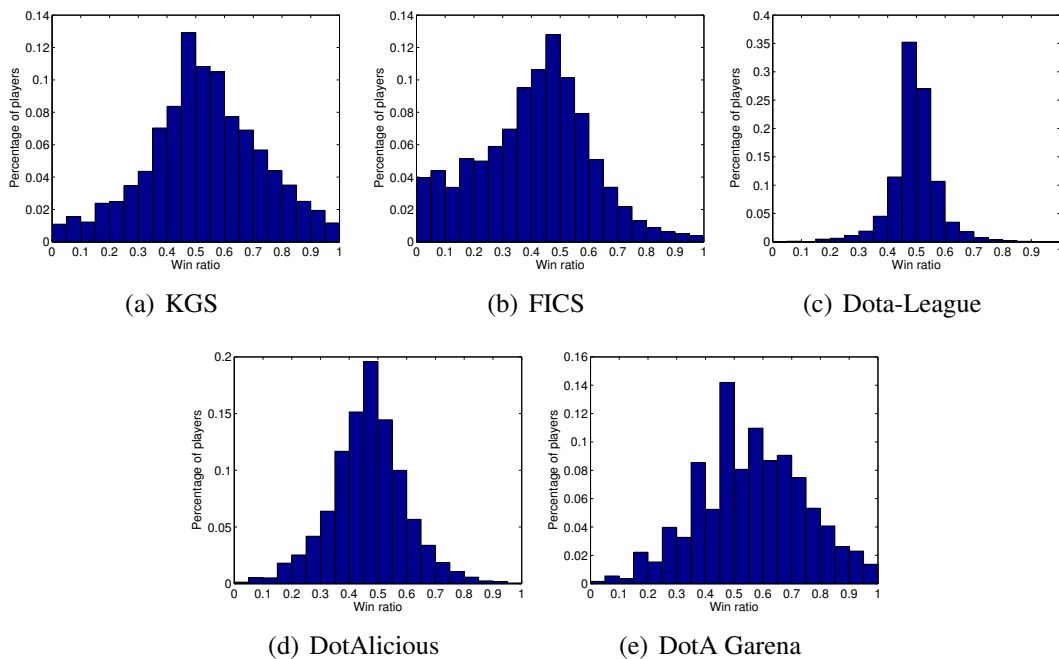 0.14
0.12
0.1
0.08
0.06
0.04
0.02
0
Percentage of players
0 0.1 0.2 0.3 0.4 0.5 0.6 0.7 0.8 0.9 1
Win ratio
(a) KGS
0.14
0.12
0.1
0.08
0.06
0.04
0.02
0
Percentage of players
0 0.1 0.2 0.3 0.4 0.5 0.6 0.7 0.8 0.9 1
Win ratio
(b) FICS
0.4
0.35
0.3
0.25
0.2
0.15
0.1
0.05
0
Percentage of players
0 0.1 0.2 0.3 0.4 0.5 0.6 0.7 0.8 0.9 1
Win ratio
(c) Dota-League
0.2
0.15
0.1
0.05
0
Percentage of players
0 0.1 0.2 0.3 0.4 0.5 0.6 0.7 0.8 0.9 1
Win ratio
(d) DotAlicious
0.16
0.14
0.12
0.1
0.08
0.06
0.04
0.02
0
Percentage of players
0 0.1 0.2 0.3 0.4 0.5 0.6 0.7 0.8 0.9 1
Win ratio
(e) DotA Garena